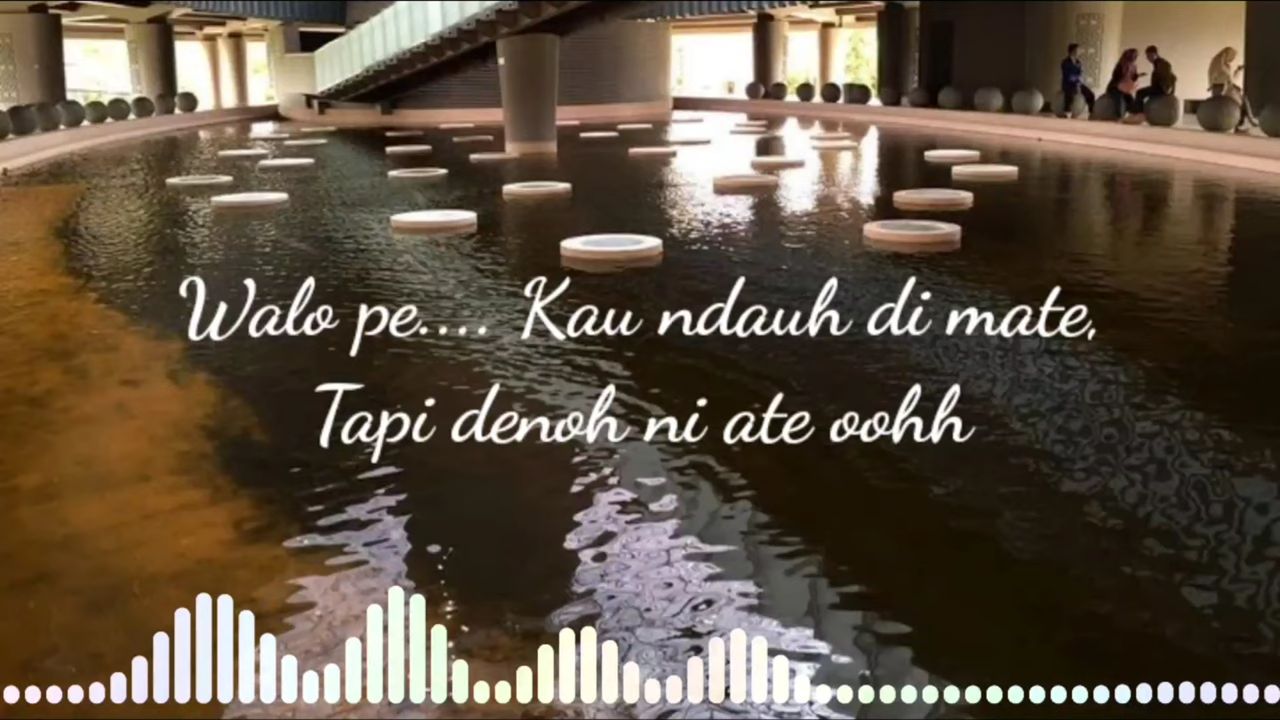 Walo pe.... Kau ndauh di mate,
Tapi denoh ni ate oohh